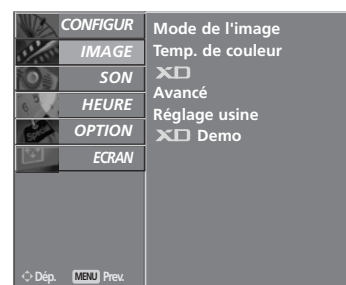 CONFIGUR
IMAGE
SON
HEURE
OPTION
ECRAN
Mode de l'image
Temp. de couleur
XD
Avancé
Réglage usine
XD Demo
Dép. MENU Prev.